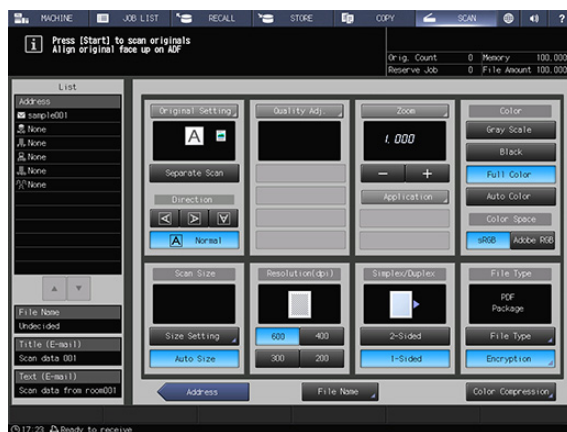 MACHINE JOB LIST RECALL STORE COPY SCAN ?
Press [Start] to scan originals
Align original face up on ADF
Orig. Count 0 Memory 100.000
Reserve Job 0 File Amount 100.000
List
Address
sample001
None
None
None
None
None
File Name
Undecided
Title (E-mail)
Scan data 001
Text (E-mail)
Scan data from room001
Original Setting
A
Separate Scan
Direction
A A A
A Normal
Quality Adj.
Zoom
1.000
- +
Application
Color
Gray Scale
Black
Full Color
Auto Color
Color Space
sRGB Adobe RGB
Scan Size
Size Setting
Auto Size
Resolution(dpi)
600 400
300 200
Simplex/Duplex
2-Sided
1-Sided
File Type
PDF
Package
File Type
Encryption
Address File Name Color Compression
17:23 Ready to receive